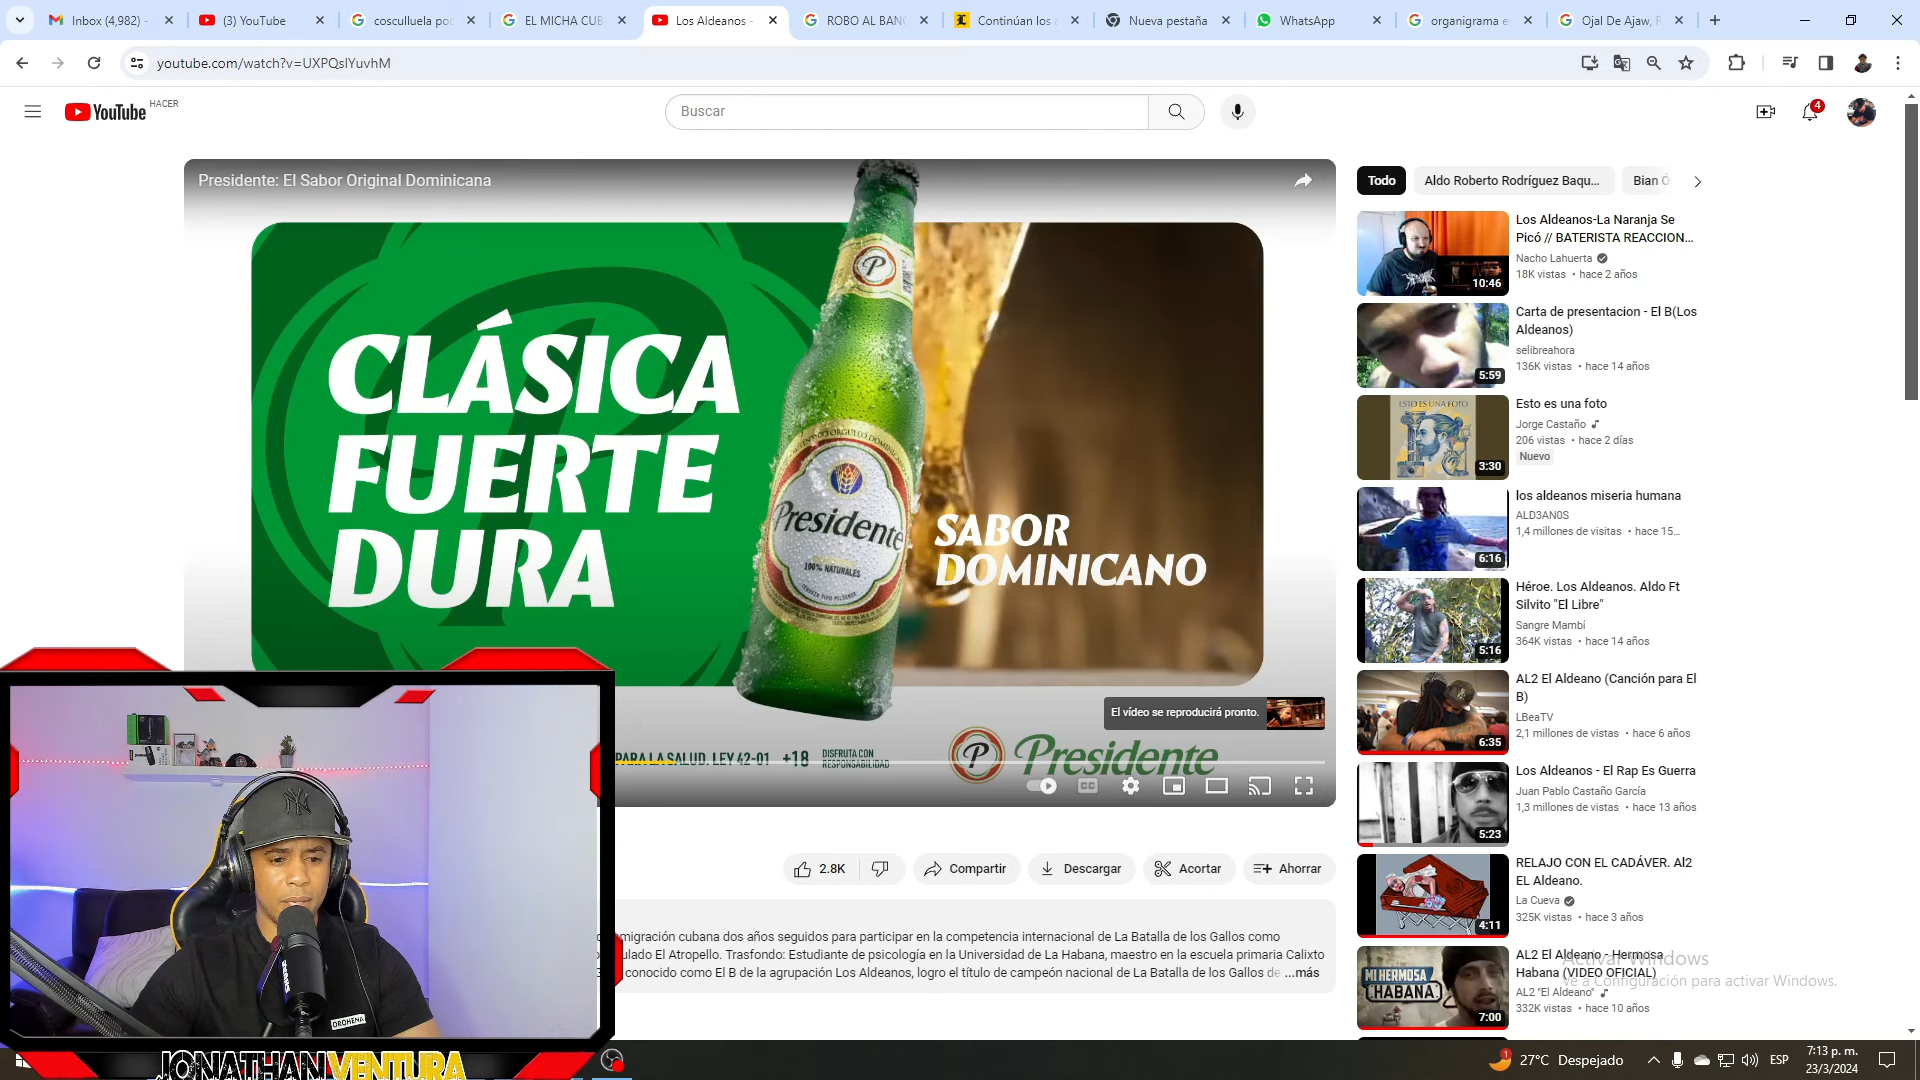 Inbox (4,982) -
(3) YouTube
cosculluela poc
EL MICHA CUB
Los Aldeanos -
ROBO AL BANC
Continúan los a
Nueva pestaña
WhatsApp
organigrama e
Ojal De Ajaw, R
youtube.com/watch?v=UXPQsIYuvhM
YouTube HACER
Buscar
4
Presidente: El Sabor Original Dominicana
CLÁSICA
FUERTE
DURA
Presidente
100% NATURALES
SABOR
DOMINICANO
El vídeo se reproducirá pronto.
PARA LA SALUD. LEY 42-01 +18 DISFRUTA CON
RESPONSABILIDAD
Presidente
2.8K
Compartir
Descargar
Acortar
Ahorrar
migración cubana dos años seguidos para participar en la competencia internacional de La Batalla de los Gallos como
ulado El Atropello. Trasfondo: Estudiante de psicología en la Universidad de La Habana, maestro en la escuela primaria Calixto
conocido como El B de la agrupación Los Aldeanos, logro el título de campeón nacional de La Batalla de los Gallos de ...más
Todo
Aldo Roberto Rodríguez Baqu...
Bian Ó
Los Aldeanos-La Naranja Se
Picó // BATERISTA REACCION...
Nacho Lahuerta
18K vistas • hace 2 años
10:46
Carta de presentacion - El B(Los
Aldeanos)
selibreahora
136K vistas • hace 14 años
5:59
ESTO ES UNA FOTO
Esto es una foto
Jorge Castaño
206 vistas • hace 2 días
Nuevo
3:30
los aldeanos miseria humana
ALD3AN0S
1,4 millones de visitas • hace 15...
6:16
Héroe. Los Aldeanos. Aldo Ft
Silvito "El Libre"
Sangre Mambí
364K vistas • hace 14 años
5:16
AL2 El Aldeano (Canción para El
B)
LBeaTV
2,1 millones de vistas • hace 6 años
6:35
Los Aldeanos - El Rap Es Guerra
Juan Pablo Castaño García
1,3 millones de vistas • hace 13 años
5:23
RELAJO CON EL CADÁVER. Al2
EL Aldeano.
La Cueva
325K vistas • hace 3 años
4:11
MI HERMOSA
HABANA
AL2 El Aldeano - Hermosa
Habana (VIDEO OFICIAL)
AL2 "El Aldeano"
332K vistas • hace 10 años
7:00
Activar Windows
Ve a Configuración para activar Windows.
OROHENA
JONATHANVENTURA
1
27°C Despejado
ESP
7:13 p. m.
23/3/2024